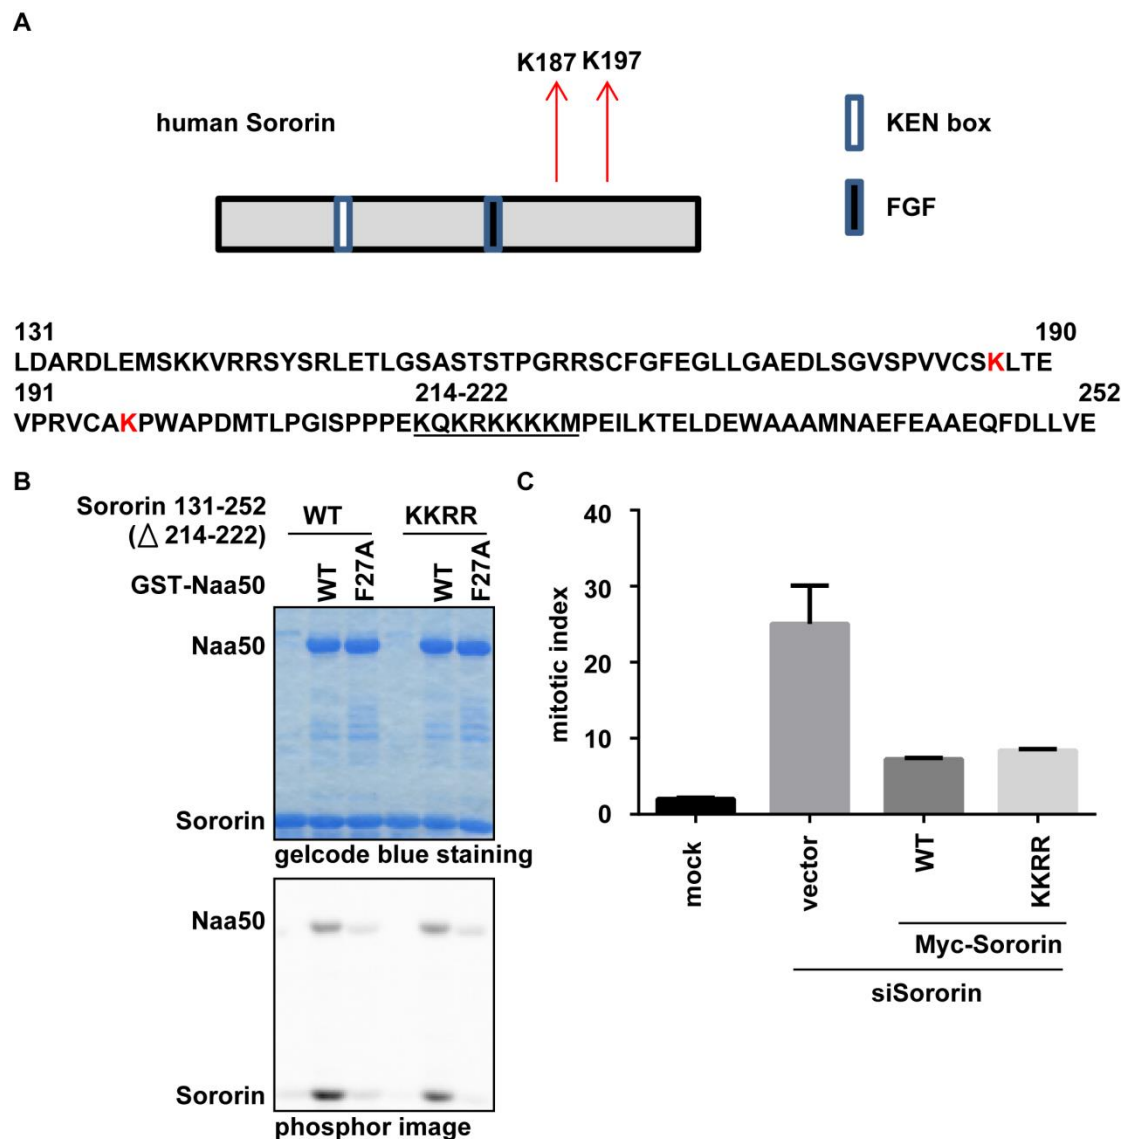 A
K187 K197
human Sororin
KEN box
FGF
131
190
LDARDLEMSKKVRRSYSRLETLGSASTSTPGRRSCFGFEGLLGAEDLSGVSPVVCSKLTE
191
214-222
252
VPRVCAKPWAPDMTLPGISPPPEKQKRKKKKMPEILKTELDEWAAAMNAEFEAAEQFDLLVE
B
Sororin 131-252
(△ 214-222)
WT
KKRR
GST-Naa50
WT
F27A
WT
F27A
Naa50
Sororin
gelcode blue staining
Naa50
Sororin
phosphor image
C
mitotic index
40
30
20
10
0
mock
vector
WT
KKRR
Myc-Sororin
siSororin